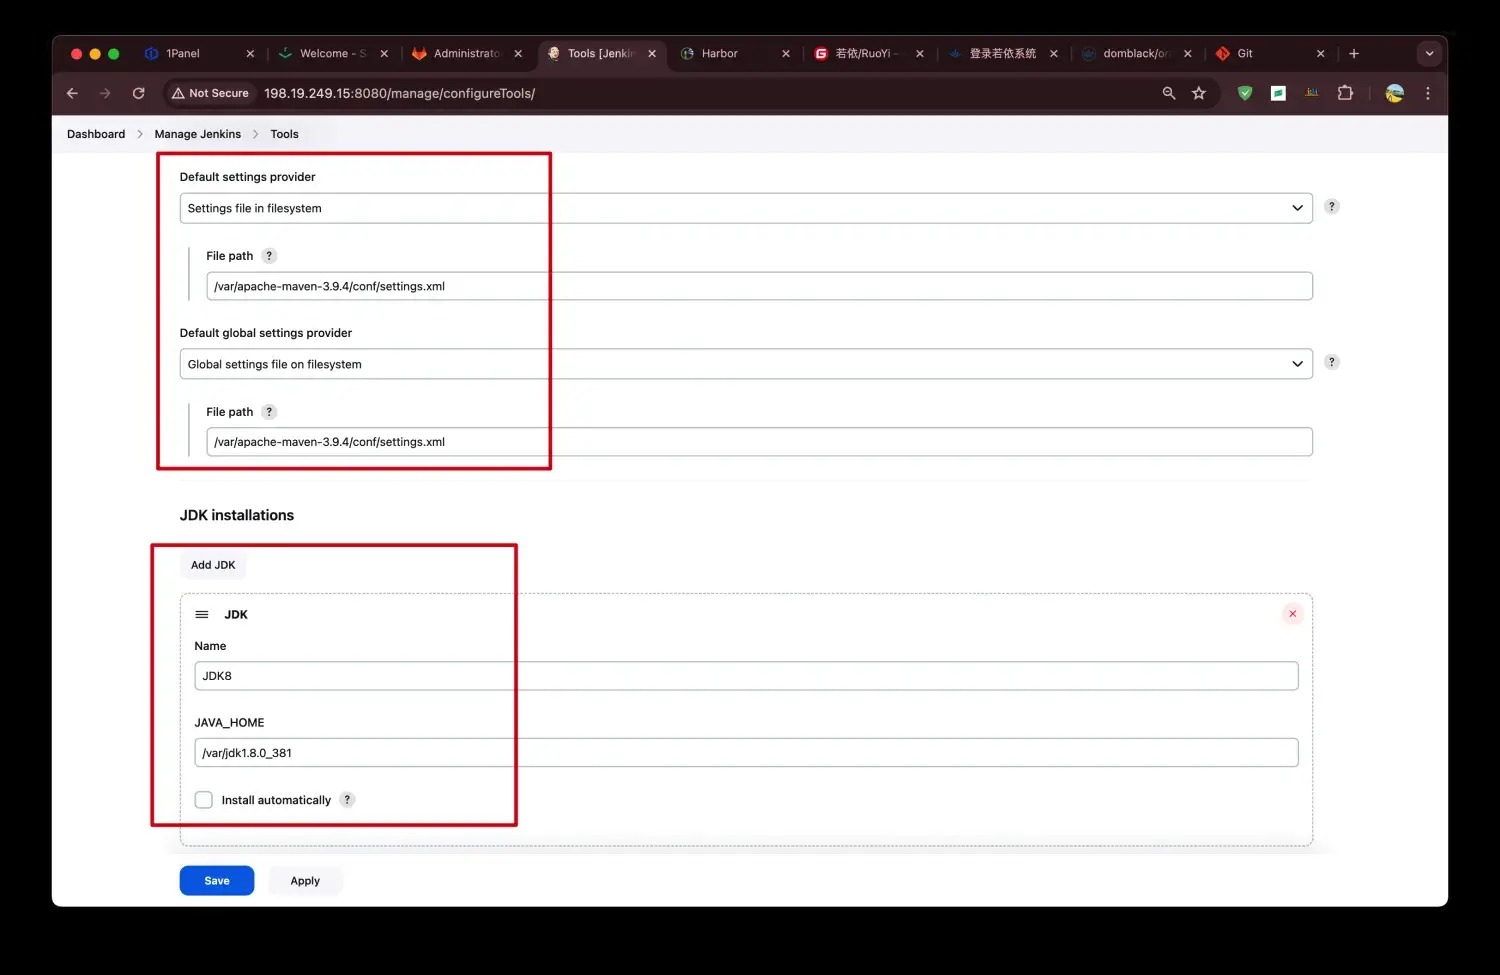 1Panel
Welcome - S
Administrato
Tools [Jenkin
Harbor
若依/RuoYi -
登录若依系统
domblack/or
Git
Not Secure
198.19.249.15:8080/manage/configureTools/
Dashboard > Manage Jenkins > Tools
Default settings provider
Settings file in filesystem
?
File path ?
/var/apache-maven-3.9.4/conf/settings.xml
Default global settings provider
Global settings file on filesystem
?
File path ?
/var/apache-maven-3.9.4/conf/settings.xml
JDK installations
Add JDK
JDK
Name
JDK8
JAVA_HOME
/var/jdk1.8.0_381
Install automatically ?
Save
Apply